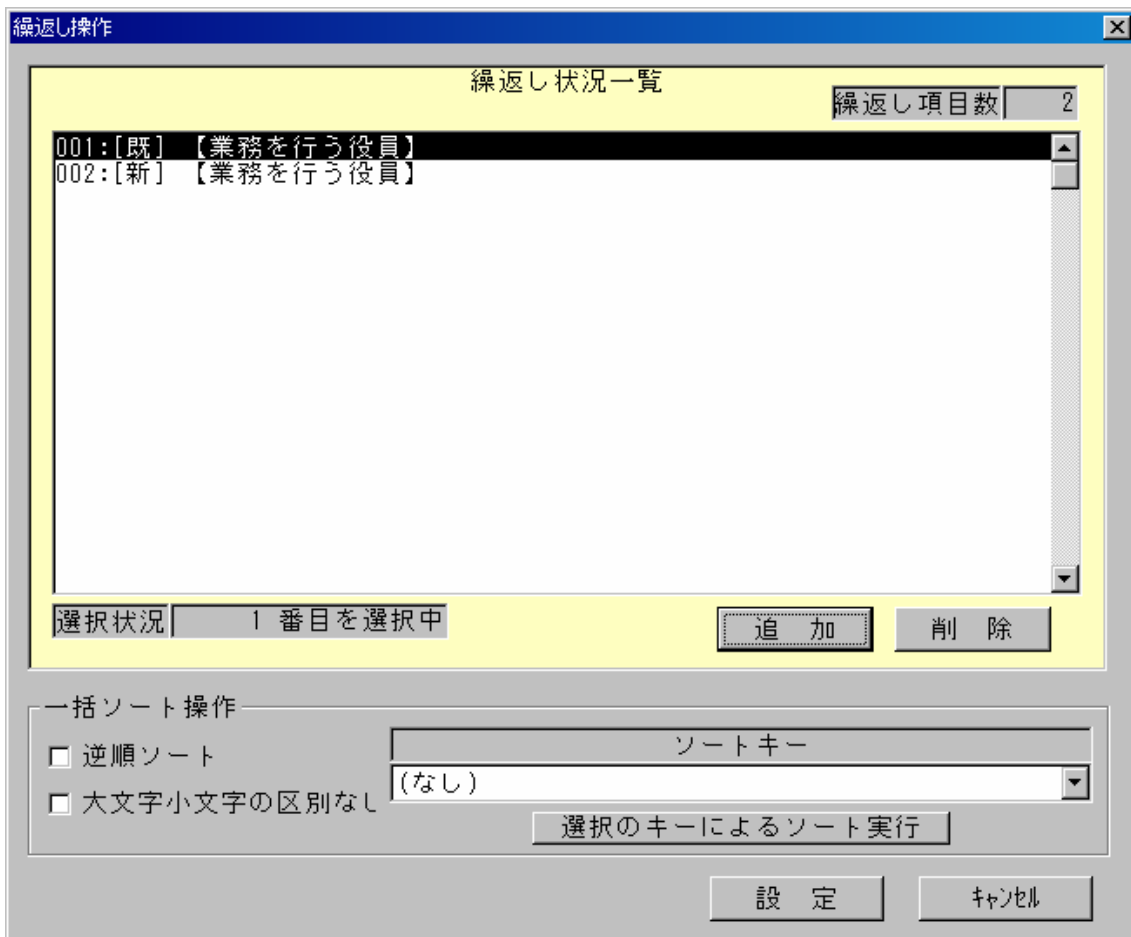 繰返し操作
繰返し状況一覧
繰返し項目数 2
001:[既] 【業務を行う役員】
002:[新] 【業務を行う役員】
選択状況 1 番目を選択中
追 加
削 除
一括ソート操作
逆順ソート
大文字小文字の区別なし
ソートキー
(なし)
選択のキーによるソート実行
設 定
ｷｬﾝｾﾙ